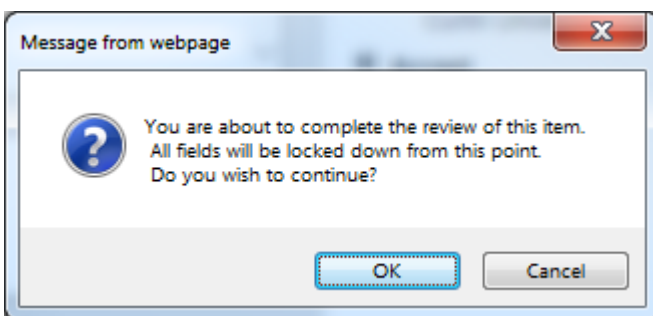 Message from webpage
You are about to complete the review of this item.
All fields will be locked down from this point.
Do you wish to continue?
OK
Cancel